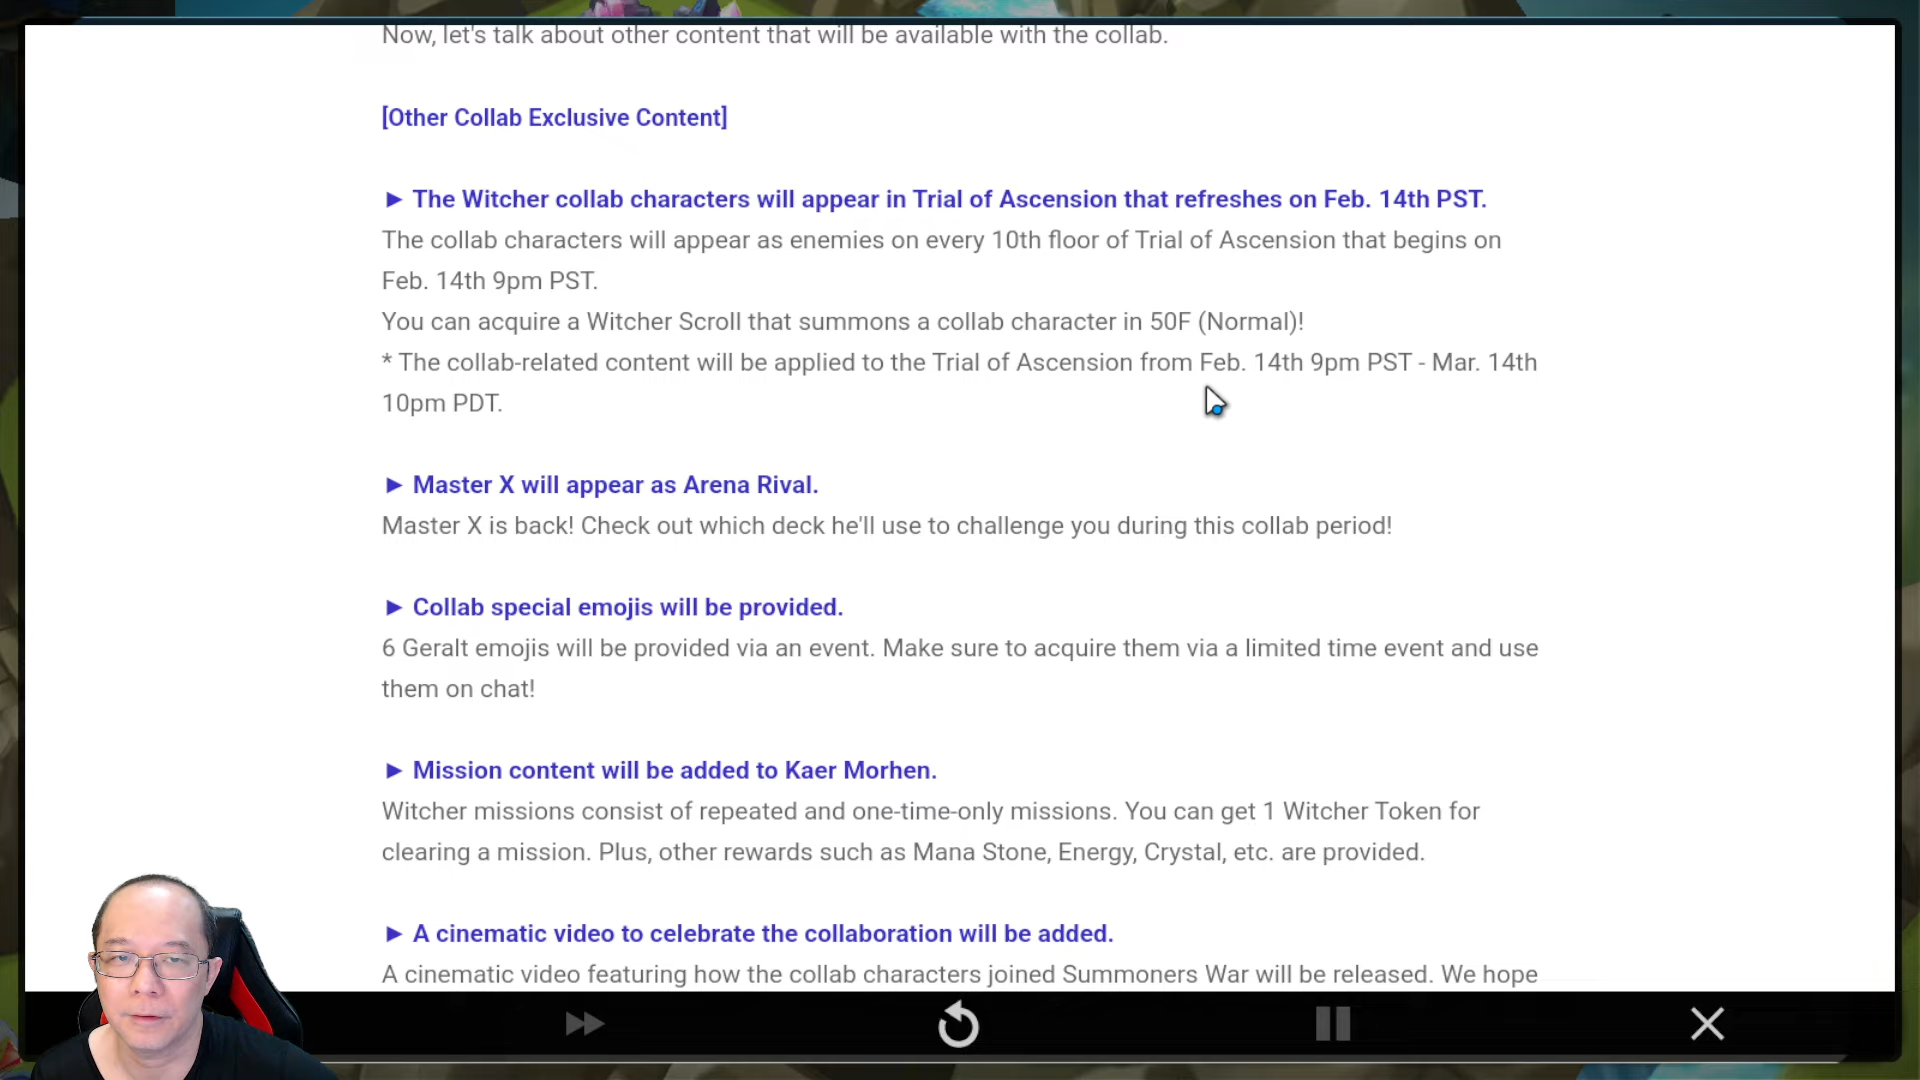 Now, let's talk about other content that will be available with the collab.
[Other Collab Exclusive Content]
► The Witcher collab characters will appear in Trial of Ascension that refreshes on Feb. 14th PST.
The collab characters will appear as enemies on every 10th floor of Trial of Ascension that begins on
Feb. 14th 9pm PST.
You can acquire a Witcher Scroll that summons a collab character in 50F (Normal)!
* The collab-related content will be applied to the Trial of Ascension from Feb. 14th 9pm PST - Mar. 14th
10pm PDT.
► Master X will appear as Arena Rival.
Master X is back! Check out which deck he'll use to challenge you during this collab period!
► Collab special emojis will be provided.
6 Geralt emojis will be provided via an event. Make sure to acquire them via a limited time event and use
them on chat!
► Mission content will be added to Kaer Morhen.
Witcher missions consist of repeated and one-time-only missions. You can get 1 Witcher Token for
clearing a mission. Plus, other rewards such as Mana Stone, Energy, Crystal, etc. are provided.
► A cinematic video to celebrate the collaboration will be added.
A cinematic video featuring how the collab characters joined Summoners War will be released. We hope